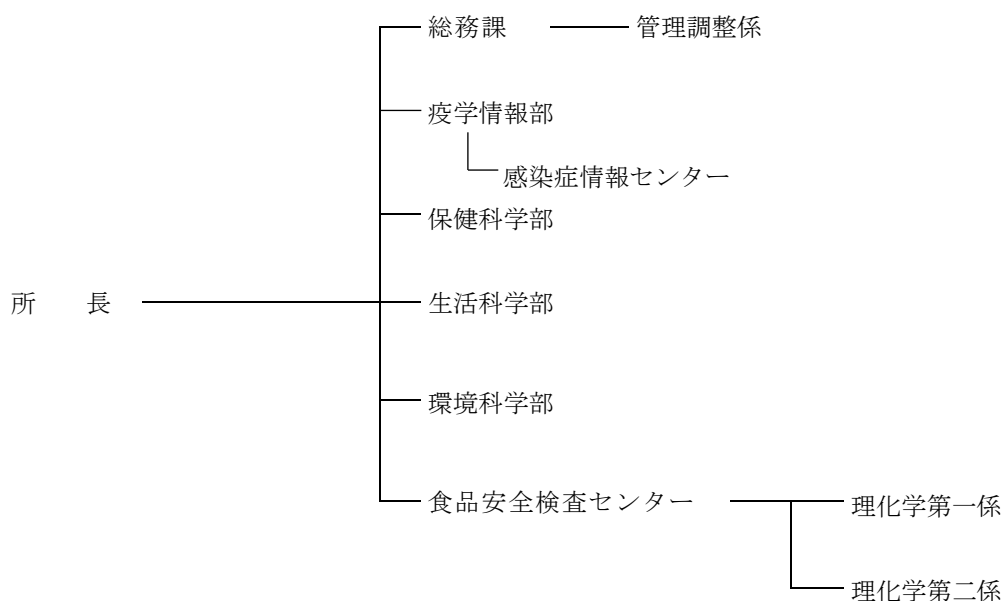 総務課
管理調整係
疫学情報部
感染症情報センター
保健科学部
所　　長
生活科学部
環境科学部
食品安全検査センター
理化学第一係
理化学第二係